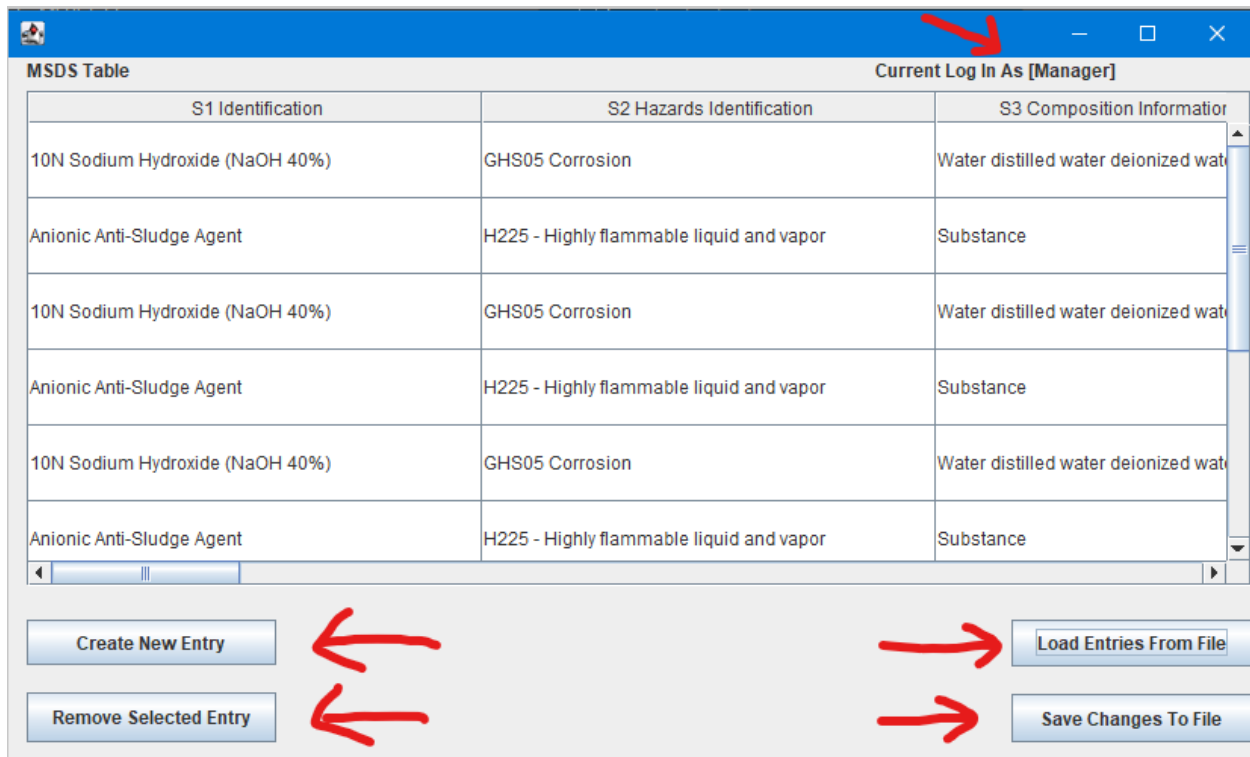 MSDS Table Current Log In As [Manager]
S1 Identification S2 Hazards Identification S3 Composition Information
10N Sodium Hydroxide (NaOH 40%) GHS05 Corrosion Water distilled water deionized wat
Anionic Anti-Sludge Agent H225 - Highly flammable liquid and vapor Substance
10N Sodium Hydroxide (NaOH 40%) GHS05 Corrosion Water distilled water deionized wat
Anionic Anti-Sludge Agent H225 - Highly flammable liquid and vapor Substance
10N Sodium Hydroxide (NaOH 40%) GHS05 Corrosion Water distilled water deionized wat
Anionic Anti-Sludge Agent H225 - Highly flammable liquid and vapor Substance
Create New Entry Load Entries From File
Remove Selected Entry Save Changes To File